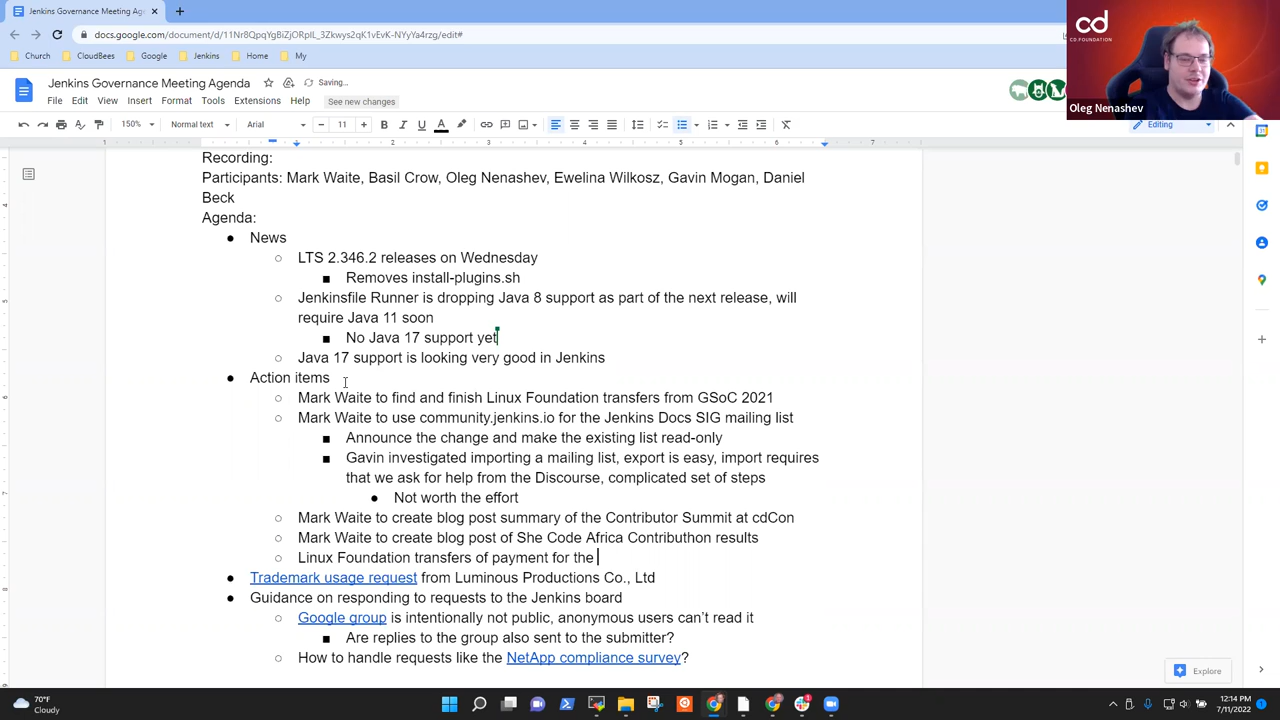 Jenkins Governance Meeting Agenda
docs.google.com/document/d/11Nr8QpqYgBiZjORplL_3Zkwys2qK1vEvK-NYyYa4rzg/edit#
Church
CloudBees
Google
Jenkins
Home
My
Jenkins Governance Meeting Agenda
Saving...
File Edit View Insert Format Tools Extensions Help
See new changes
150% Normal text Arial 11
Editing
cd
CD.FOUNDATION
Oleg Nenashev
Recording:
Participants: Mark Waite, Basil Crow, Oleg Nenashev, Ewelina Wilkosz, Gavin Mogan, Daniel
Beck
Agenda:
News
LTS 2.346.2 releases on Wednesday
Removes install-plugins.sh
Jenkinsfile Runner is dropping Java 8 support as part of the next release, will
require Java 11 soon
No Java 17 support yet
Java 17 support is looking very good in Jenkins
Action items
Mark Waite to find and finish Linux Foundation transfers from GSoC 2021
Mark Waite to use community.jenkins.io for the Jenkins Docs SIG mailing list
Announce the change and make the existing list read-only
Gavin investigated importing a mailing list, export is easy, import requires
that we ask for help from the Discourse, complicated set of steps
Not worth the effort
Mark Waite to create blog post summary of the Contributor Summit at cdCon
Mark Waite to create blog post of She Code Africa Contributhon results
Linux Foundation transfers of payment for the
Trademark usage request from Luminous Productions Co., Ltd
Guidance on responding to requests to the Jenkins board
Google group is intentionally not public, anonymous users can't read it
Are replies to the group also sent to the submitter?
How to handle requests like the NetApp compliance survey?
Explore
70°F
Cloudy
12:14 PM
7/11/2022